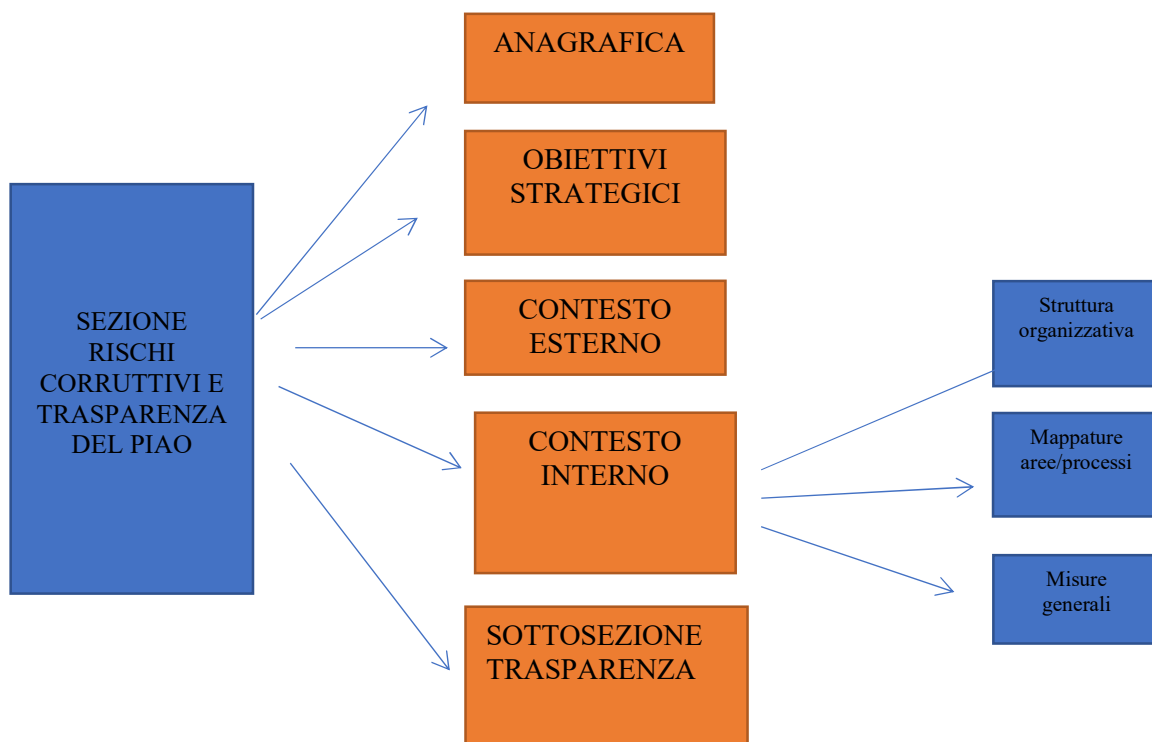 SEZIONE
RISCHI
CORRUTTIVI E
TRASPARENZA
DEL PIAO
ANAGRAFICA
OBIETTIVI
STRATEGICI
CONTESTO
ESTERNO
CONTESTO
INTERNO
SOTTOSEZIONE
TRASPARENZA
Struttura
organizzativa
Mappature
aree/processi
Misure
generali